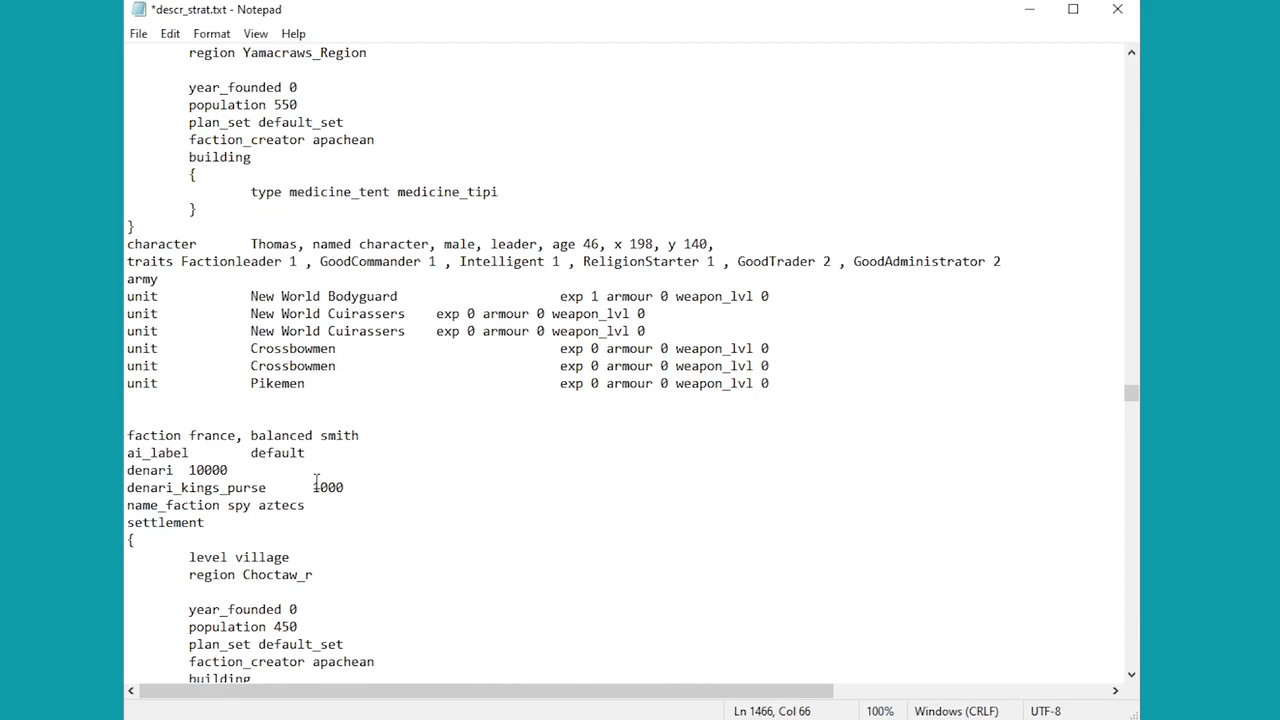 *descr_strat.txt - Notepad
File Edit Format View Help
region Yamacraws_Region
year_founded 0
population 550
plan_set default_set
faction_creator apachean
building
{
type medicine_tent medicine_tipi
}
}
character Thomas, named character, male, leader, age 46, x 198, y 140,
traits Factionleader 1 , GoodCommander 1 , Intelligent 1 , ReligionStarter 1 , GoodTrader 2 , GoodAdministrator 2
army
unit New World Bodyguard exp 1 armour 0 weapon_lvl 0
unit New World Cuirassers exp 0 armour 0 weapon_lvl 0
unit New World Cuirassers exp 0 armour 0 weapon_lvl 0
unit Crossbowmen exp 0 armour 0 weapon_lvl 0
unit Crossbowmen exp 0 armour 0 weapon_lvl 0
unit Pikemen exp 0 armour 0 weapon_lvl 0
faction france, balanced smith
ai_label default
denari 10000
denari_kings_purse 1000
name_faction spy aztecs
settlement
{
level village
region Choctaw_r
year_founded 0
population 450
plan_set default_set
faction_creator apachean
building
Ln 1466, Col 66 100% Windows (CRLF) UTF-8